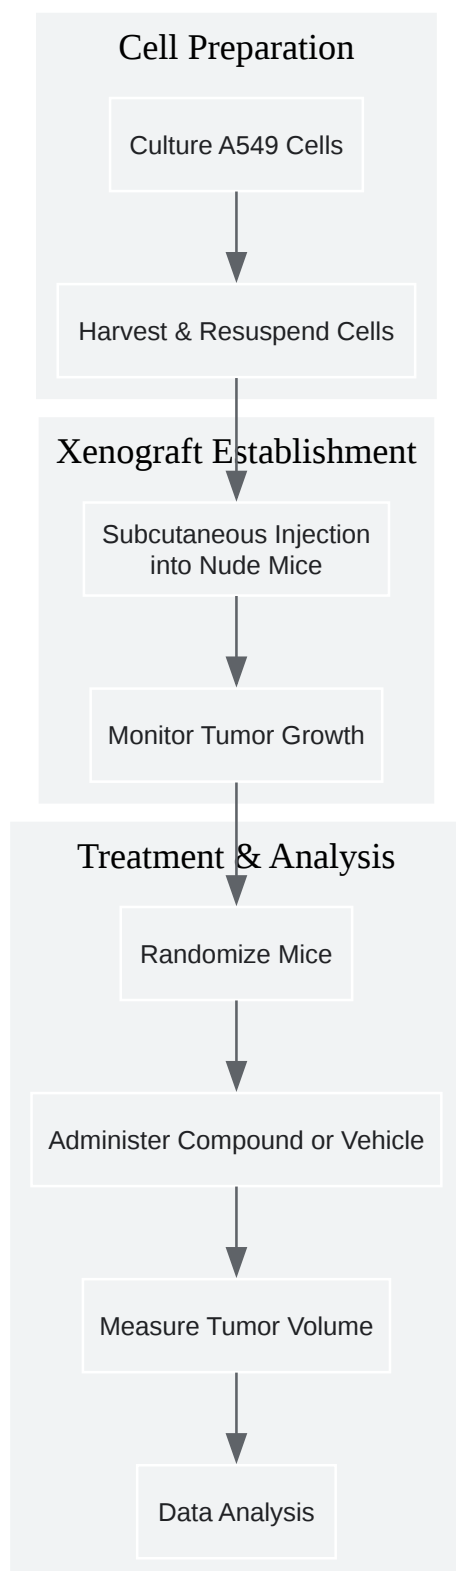 Cell Preparation
Culture A549 Cells
Harvest & Resuspend Cells
Xenograft Establishment
Subcutaneous Injection
into Nude Mice
Monitor Tumor Growth
Treatment & Analysis
Randomize Mice
Administer Compound or Vehicle
Measure Tumor Volume
Data Analysis